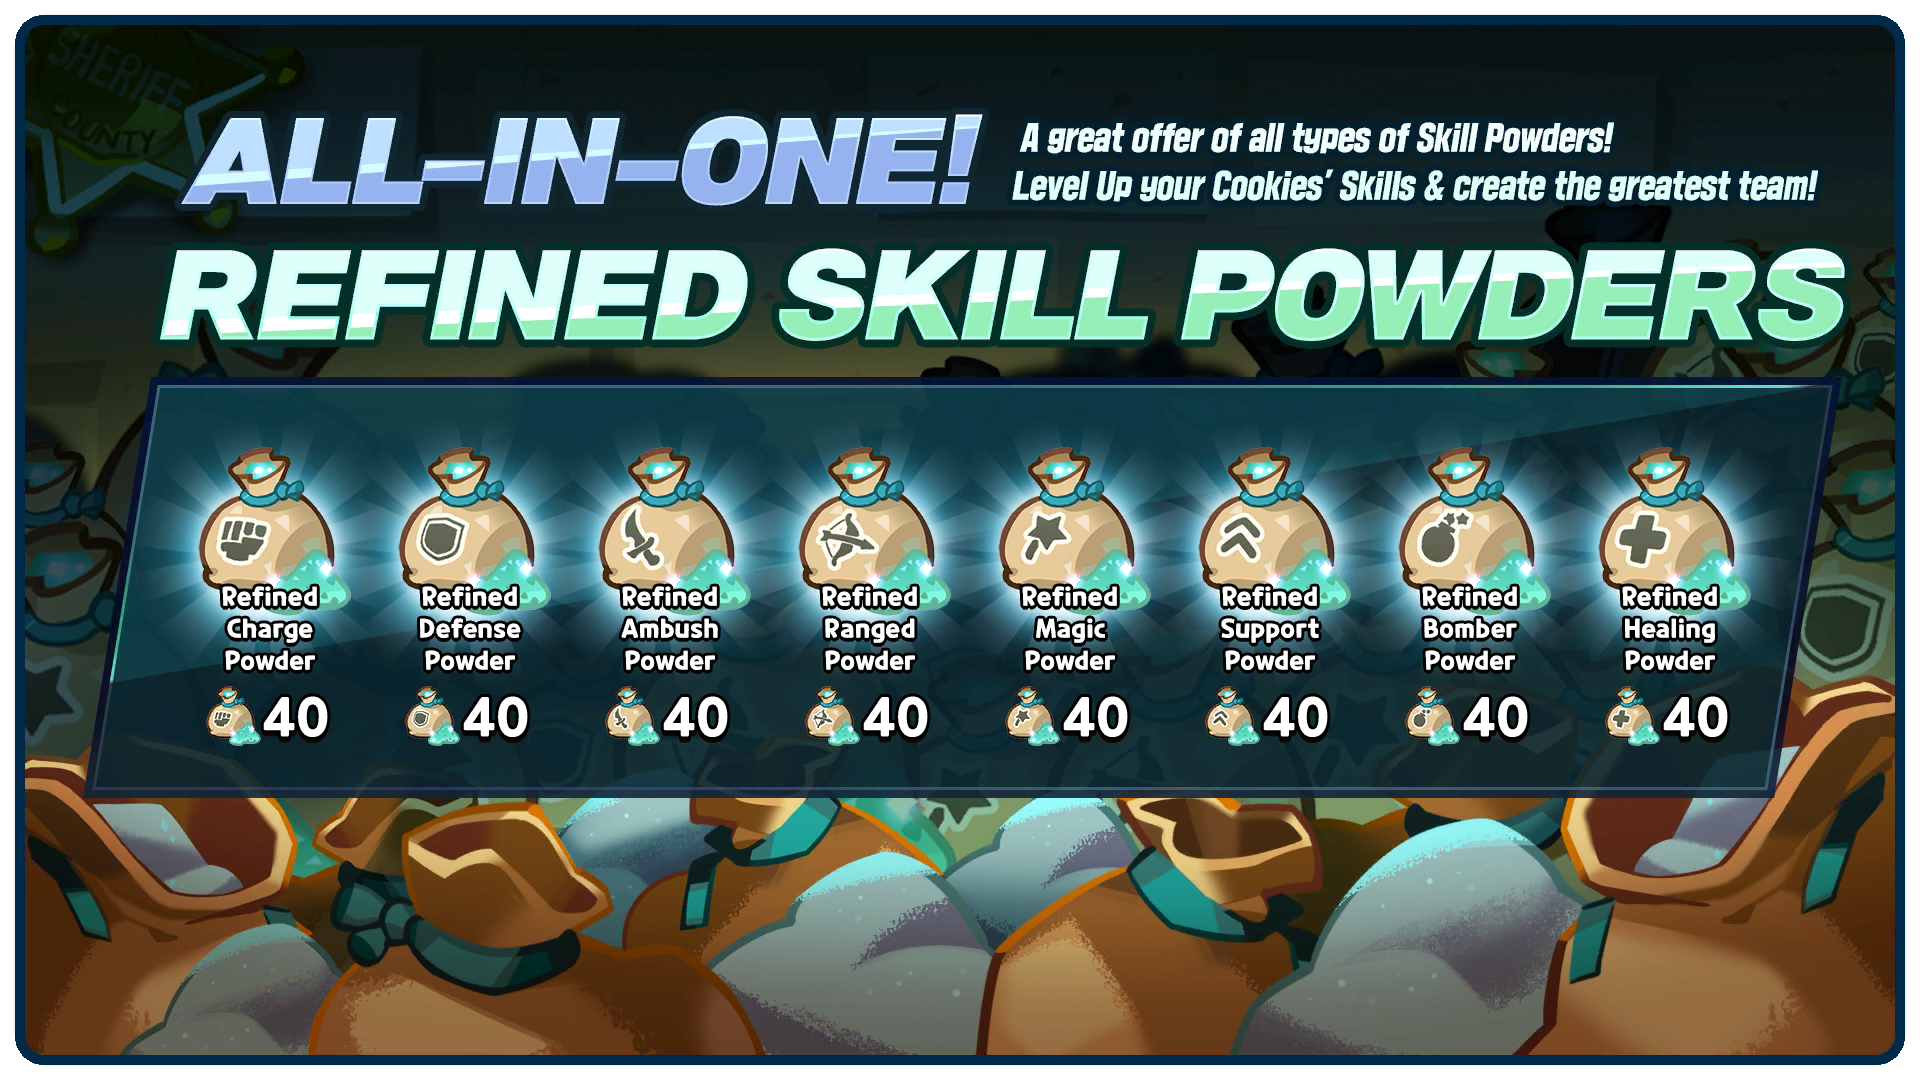 SHERIFF
COUNTY
ALL-IN-ONE!
A great offer of all types of Skill Powders!
Level Up your Cookies' Skills & create the greatest team!
REFINED SKILL POWDERS
Refined
Charge
Powder
40
Refined
Defense
Powder
40
Refined
Ambush
Powder
40
Refined
Ranged
Powder
40
Refined
Magic
Powder
40
Refined
Support
Powder
40
Refined
Bomber
Powder
40
Refined
Healing
Powder
40